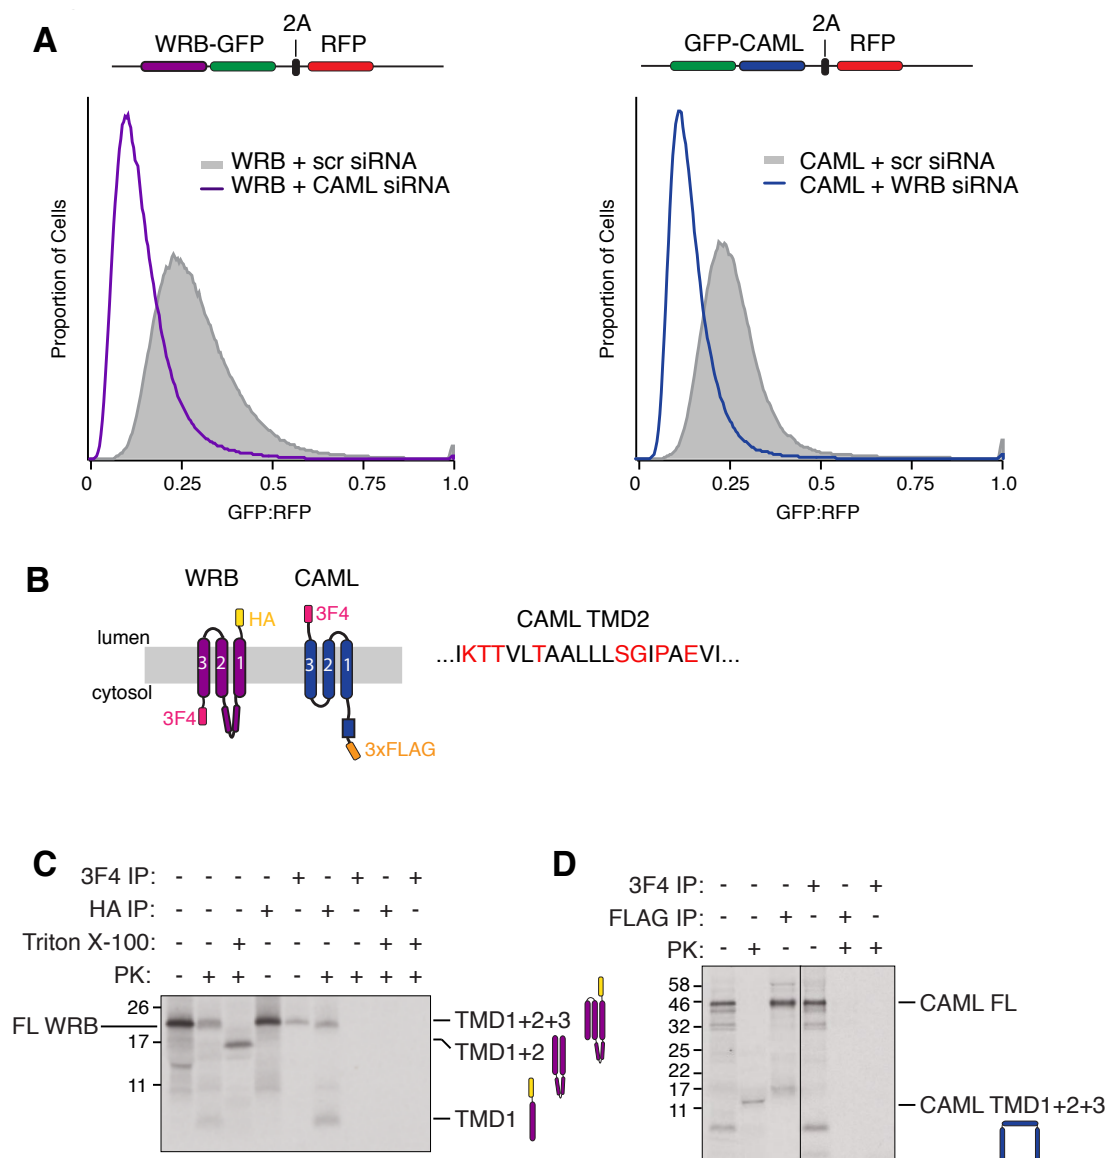 A
WRB-GFP 2A RFP
GFP-CAML 2A RFP
WRB + scr siRNA
WRB + CAML siRNA
CAML + scr siRNA
CAML + WRB siRNA
Proportion of Cells
0 0.25 0.5 0.75 1.0
GFP:RFP
Proportion of Cells
0 0.25 0.5 0.75 1.0
GFP:RFP
B
WRB CAML
HA 3F4
lumen
3 2 1 3 2 1
cytosol
3F4
3xFLAG
CAML TMD2
...IKTTVLTAALLLSGIPAEVI...
C
3F4 IP: - - - - + - + - +
HA IP: - - - + - + - + -
Triton X-100: - - + - - - - + +
PK: - + + - - + + + +
26
FL WRB
17
11
TMD1+2+3
TMD1+2
TMD1
D
3F4 IP: - - - + - +
FLAG IP: - - + - + -
PK: - + - - + +
58
46
32
25
22
17
11
CAML FL
CAML TMD1+2+3